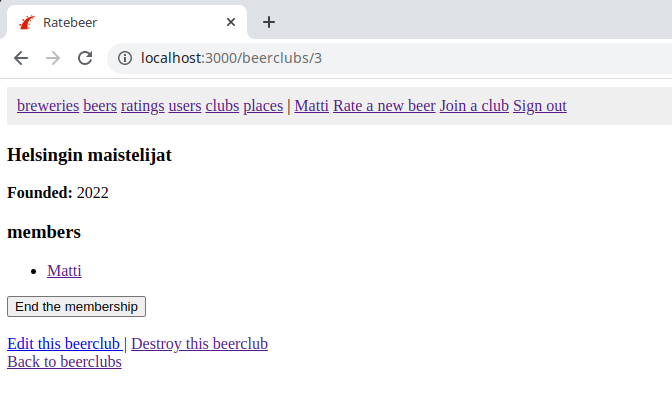 Ratebeer
localhost:3000/beerclubs/3
breweries beers ratings users clubs places | Matti Rate a new beer Join a club Sign out
Helsingin maistelijat
Founded: 2022
members
Matti
End the membership
Edit this beerclub | Destroy this beerclub
Back to beerclubs